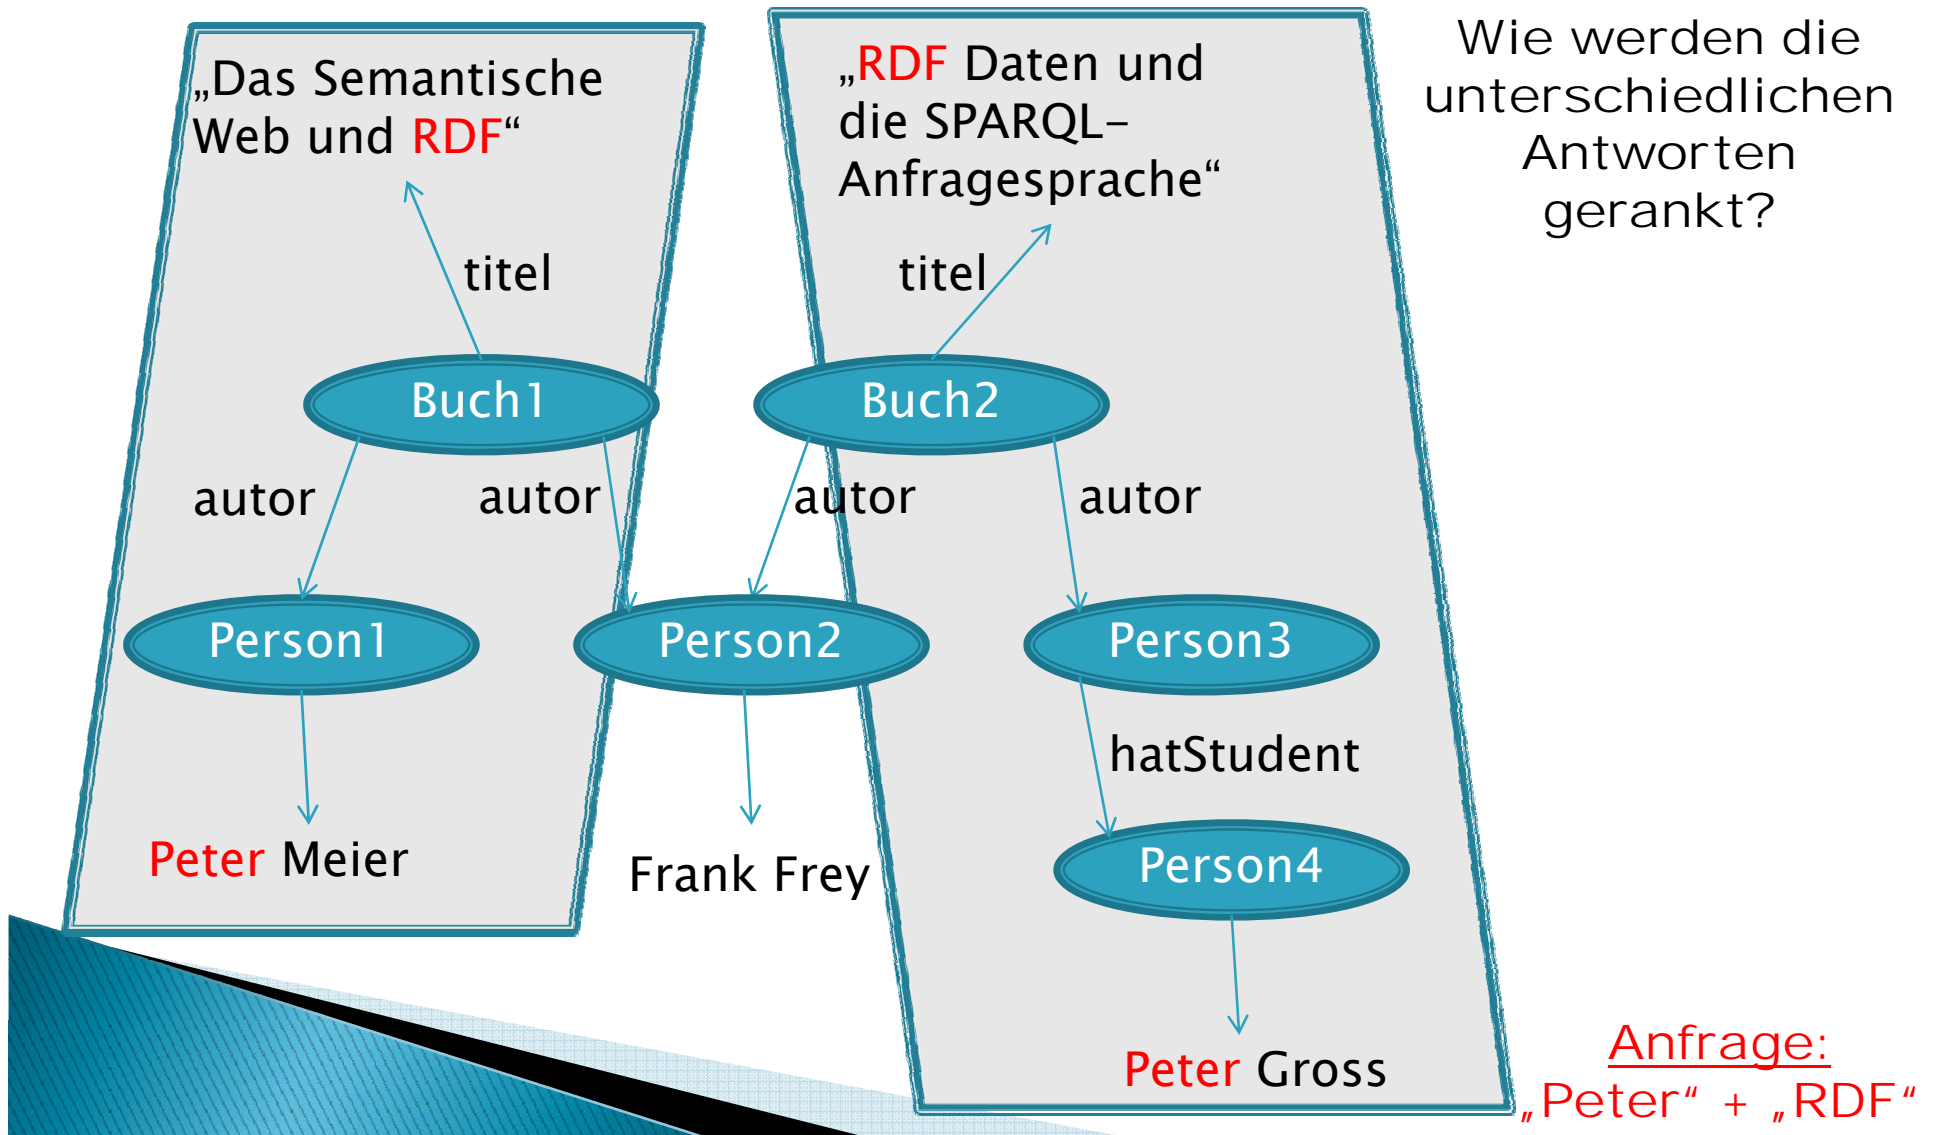 „Das Semantische
Web und RDF“
„RDF Daten und
die SPARQL-
Anfragesprache“
Wie werden die
unterschiedlichen
Antworten
gerankt?
titel
titel
Buch1
Buch2
autor
autor
autor
autor
Person1
Person2
Person3
hatStudent
Peter Meier
Frank Frey
Person4
Peter Gross
Anfrage:
„Peter“ + „RDF“